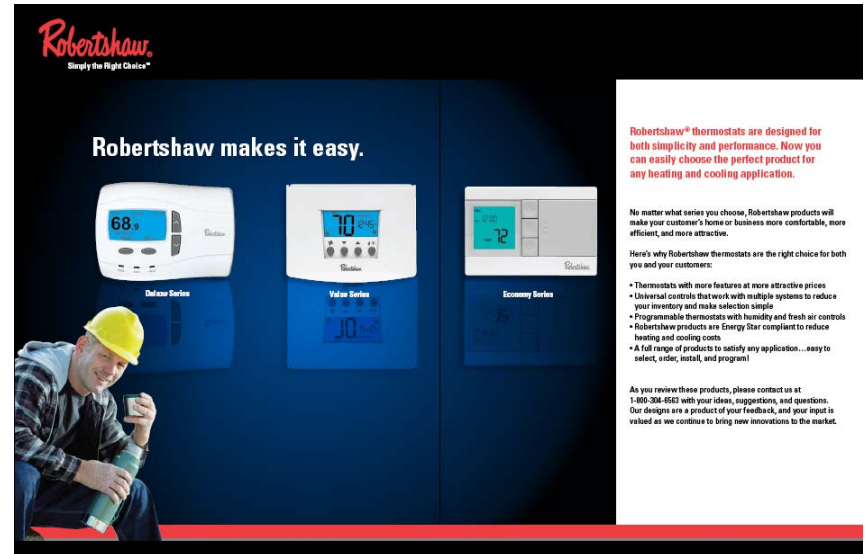 Robertshaw®
Simply the Right Choice™
Robertshaw makes it easy.
68.9
Robertshaw
Deluxe Series
70 12:45
Robertshaw
Value Series
72
Robertshaw
Economy Series
Robertshaw® thermostats are designed for
both simplicity and performance. Now you
can easily choose the perfect product for
any heating and cooling application.
No matter what series you choose, Robertshaw products will
make your customer's home or business more comfortable, more
efficient, and more attractive.
Here's why Robertshaw thermostats are the right choice for both
you and your customers:
• Thermostats with more features at more attractive prices
• Universal controls that work with multiple systems to reduce
your inventory and make selection simple
• Programmable thermostats with humidity and fresh air controls
• Robertshaw products are Energy Star compliant to reduce
heating and cooling costs
• A full range of products to satisfy any application…easy to
select, order, install, and program!
As you review these products, please contact us at
1-800-304-6563 with your ideas, suggestions, and questions.
Our designs are a product of your feedback, and your input is
valued as we continue to bring new innovations to the market.